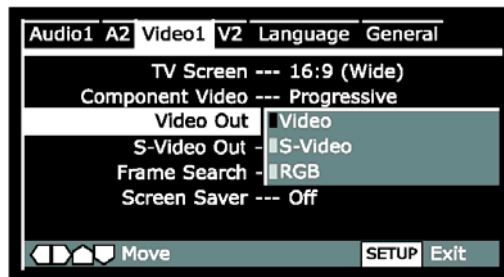 Audio1 A2 Video1 V2 Language General
TV Screen --- 16:9 (Wide)
Component Video --- Progressive
Video Out Video
S-Video Out - S-Video
Frame Search - RGB
Screen Saver --- Off
Move SETUP Exit